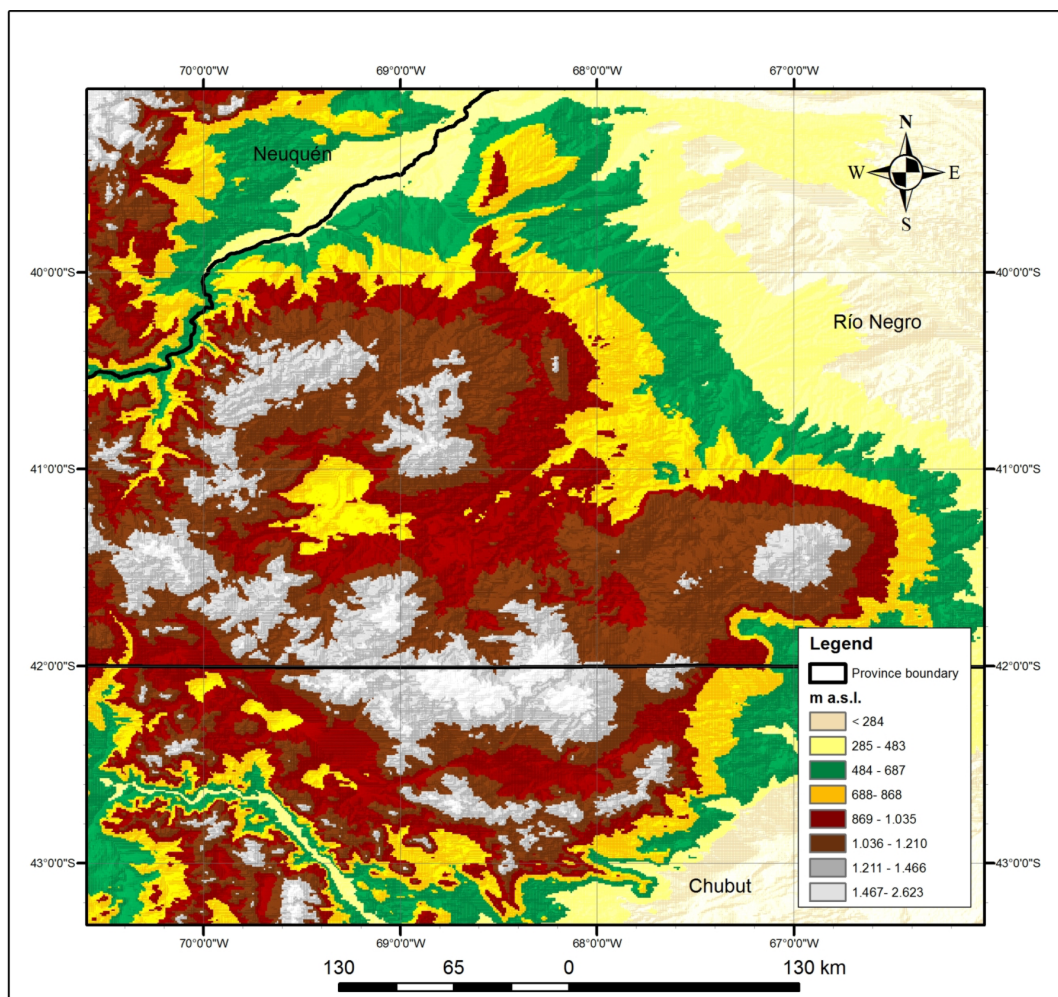 70°0'0"W 69°0'0"W 68°0'0"W 67°0'0"W
N
W E
S
Neuquén
40°0'0"S 40°0'0"S
Río Negro
41°0'0"S 41°0'0"S
42°0'0"S 42°0'0"S
43°0'0"S 43°0'0"S
Chubut
Legend
Province boundary
m a.s.l.
< 284
285 - 483
484 - 687
688- 868
869 - 1.035
1.036 - 1.210
1.211 - 1.466
1.467- 2.623
70°0'0"W 69°0'0"W 68°0'0"W 67°0'0"W
130 65 0 130 km